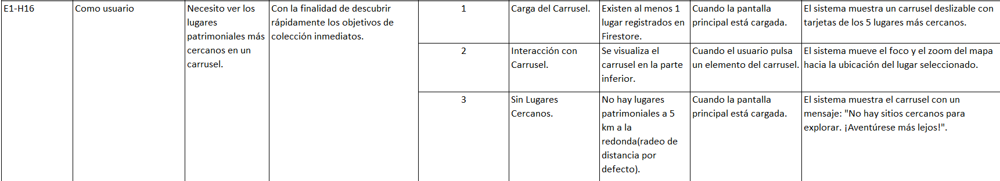 E1-H16
Como usuario
Necesito ver los
lugares
patrimoniales más
cercanos en un
carrusel.
Con la finalidad de descubrir
rápidamente los objetivos de
colección inmediatos.
1
Carga del Carrusel.
Existen al menos 1
lugar registrados en
Firestore.
Cuando la pantalla
principal está cargada.
El sistema muestra un carrusel deslizable con
tarjetas de los 5 lugares más cercanos.
2
Interacción con
Carrusel.
Se visualiza el
carrusel en la parte
inferior.
Cuando el usuario pulsa
un elemento del carrusel.
El sistema mueve el foco y el zoom del mapa
hacia la ubicación del lugar seleccionado.
3
Sin Lugares
Cercanos.
No hay lugares
patrimoniales a 5
km a la
redonda(radeo de
distancia por
defecto).
Cuando la pantalla
principal está cargada.
El sistema muestra el carrusel con un
mensaje: "No hay sitios cercanos para
explorar. ¡Aventúrese más lejos!".